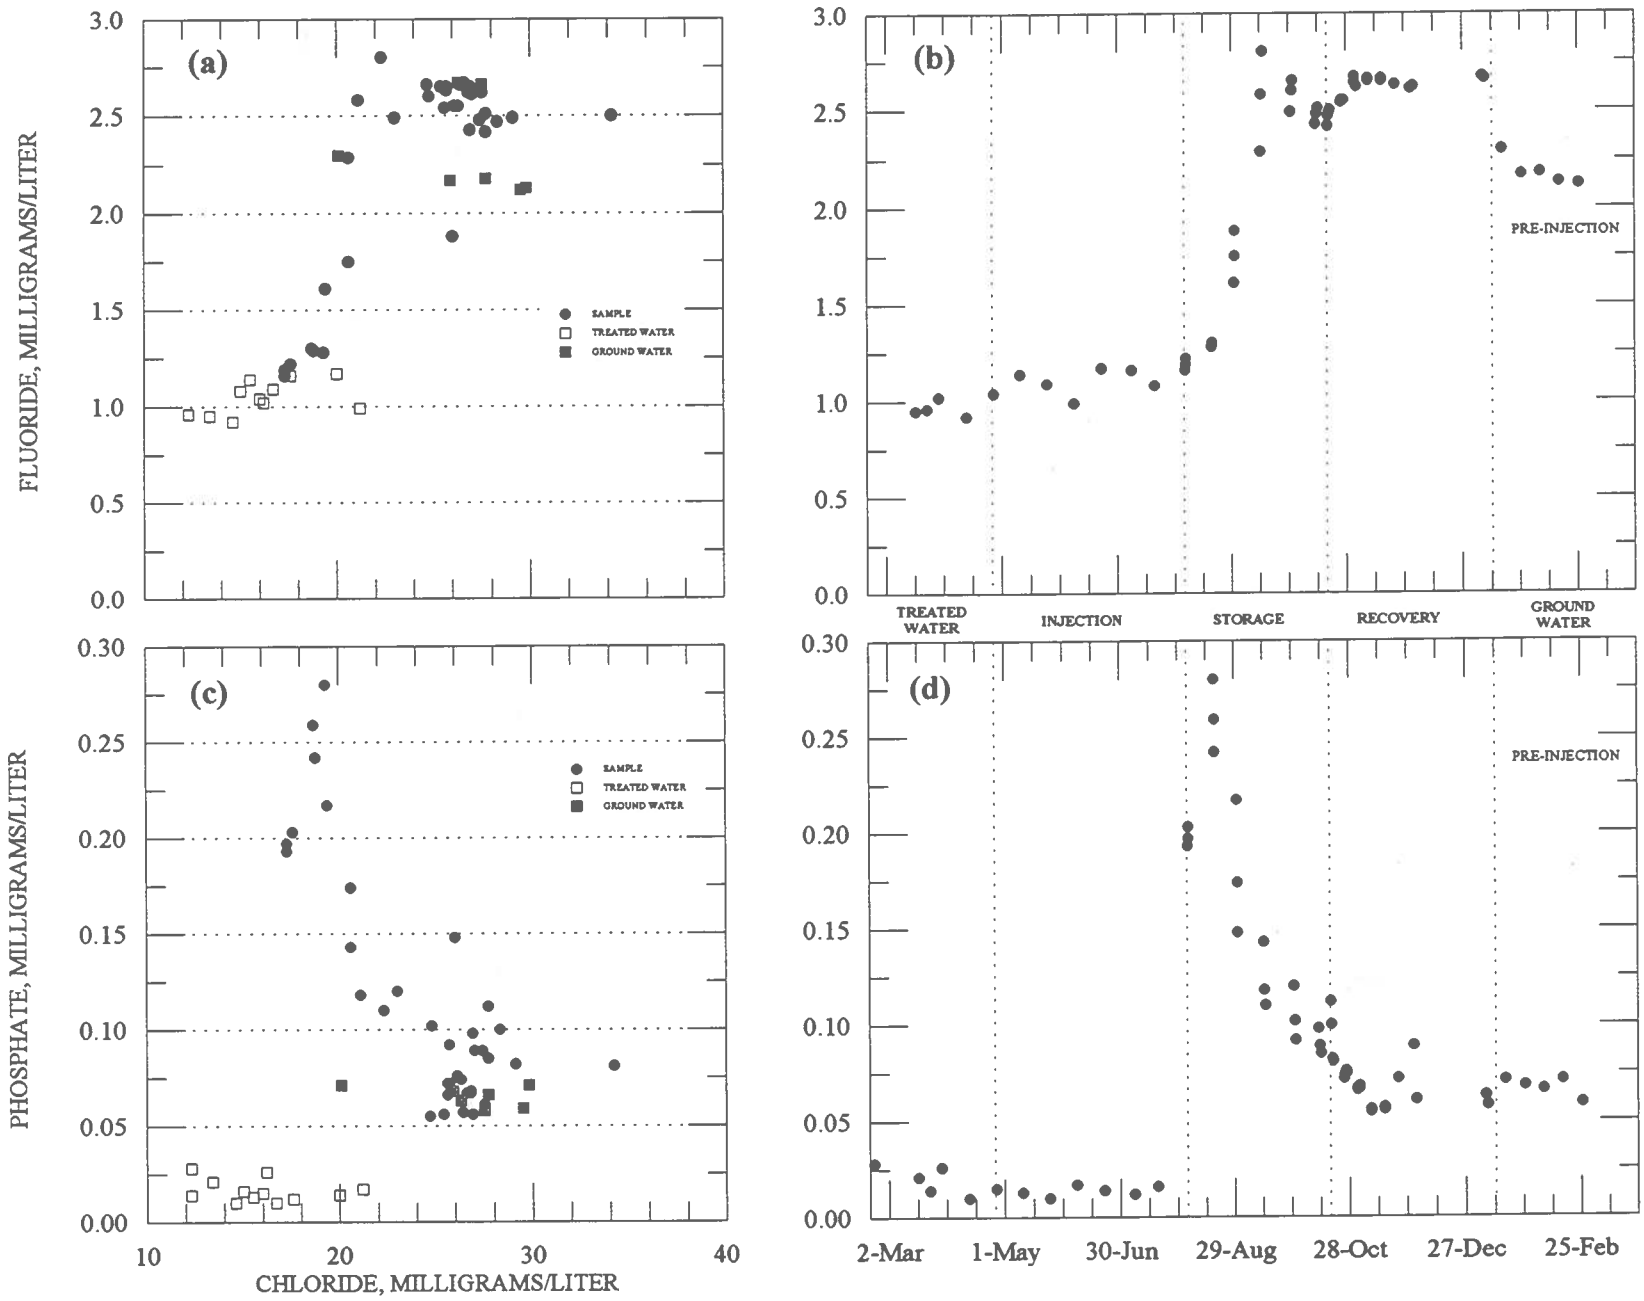 (a)
3.0
2.5
2.0
1.5
1.0
0.5
0.0
FLUORIDE, MILLIGRAMS/LITER
SAMPLE
TREATED WATER
GROUND WATER
(b)
3.0
2.5
2.0
1.5
1.0
0.5
0.0
PRE-INJECTION
TREATED
WATER
INJECTION
STORAGE
RECOVERY
GROUND
WATER
(c)
0.30
0.25
0.20
0.15
0.10
0.05
0.00
PHOSPHATE, MILLIGRAMS/LITER
SAMPLE
TREATED WATER
GROUND WATER
10
20
30
40
CHLORIDE, MILLIGRAMS/LITER
(d)
0.30
0.25
0.20
0.15
0.10
0.05
0.00
PRE-INJECTION
2-Mar
1-May
30-Jun
29-Aug
28-Oct
27-Dec
25-Feb